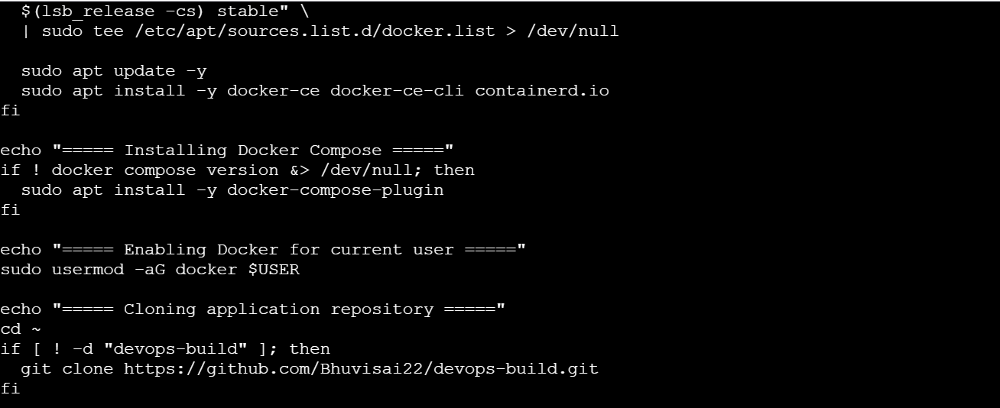 $(lsb_release -cs) stable" \
  | sudo tee /etc/apt/sources.list.d/docker.list > /dev/null

  sudo apt update -y
  sudo apt install -y docker-ce docker-ce-cli containerd.io
fi

echo "===== Installing Docker Compose ====="
if ! docker compose version &> /dev/null; then
  sudo apt install -y docker-compose-plugin
fi

echo "===== Enabling Docker for current user ====="
sudo usermod -aG docker $USER

echo "===== Cloning application repository ====="
cd ~
if [ ! -d "devops-build" ]; then
  git clone https://github.com/Bhuvisai22/devops-build.git
fi